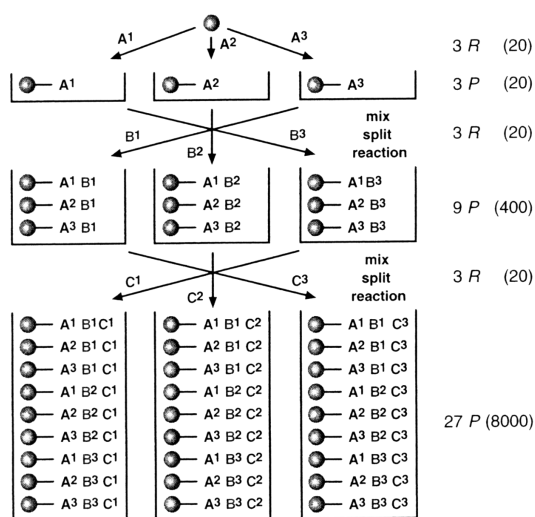 A¹ A² A³ 3 R (20)
A¹ A² A³ 3 P (20)
mix
B¹ B² B³ split 3 R (20)
reaction
A¹ B¹ A¹ B² A¹B³
A² B¹ A² B² A² B³ 9 P (400)
A³ B¹ A³ B² A³ B³
mix
C¹ C² C³ split 3 R (20)
reaction
A¹ B¹C¹ A¹ B¹ C² A¹ B¹ C³
A² B¹ C¹ A² B¹ C² A² B¹ C³
A³ B¹ C¹ A³ B¹ C² A³ B¹ C³
A¹ B² C¹ A¹ B² C² A¹ B² C³
A² B² C¹ A² B² C² A² B² C³ 27 P (8000)
A³ B² C¹ A³ B² C² A³ B² C³
A¹ B³ C¹ A¹ B³ C² A¹ B³ C³
A² B³ C¹ A² B³ C² A² B³ C³
A³ B³ C¹ A³ B³ C² A³ B³ C³